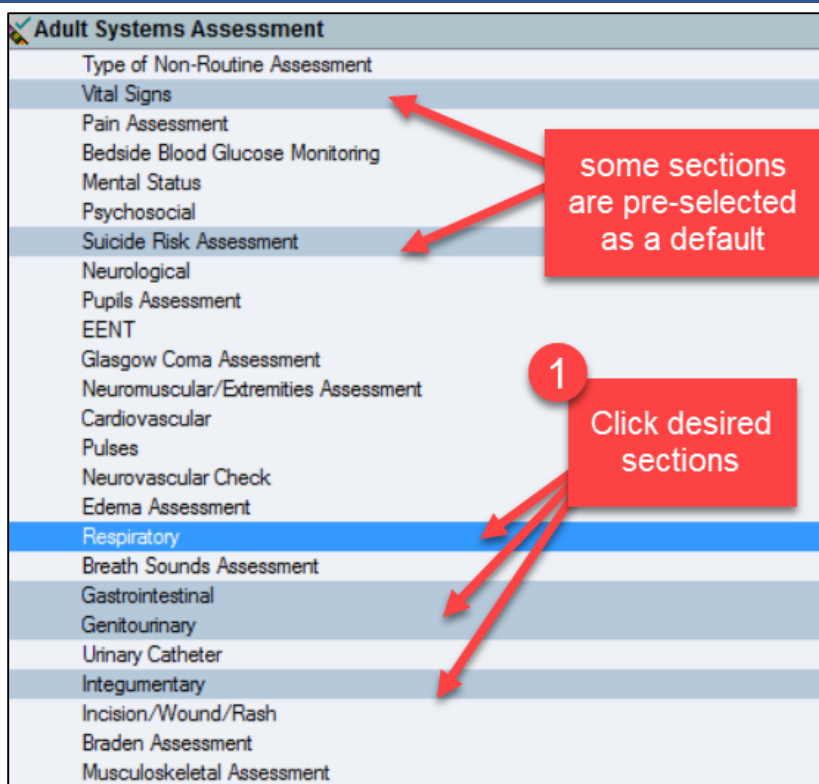 Adult Systems Assessment
Type of Non-Routine Assessment
Vital Signs
Pain Assessment
Bedside Blood Glucose Monitoring
Mental Status
Psychosocial
Suicide Risk Assessment
Neurological
Pupils Assessment
EENT
Glasgow Coma Assessment
Neuromuscular/Extremities Assessment
Cardiovascular
Pulses
Neurovascular Check
Edema Assessment
Respiratory
Breath Sounds Assessment
Gastrointestinal
Genitourinary
Urinary Catheter
Integumentary
Incision/Wound/Rash
Braden Assessment
Musculoskeletal Assessment
some sections
are pre-selected
as a default
1
Click desired
sections